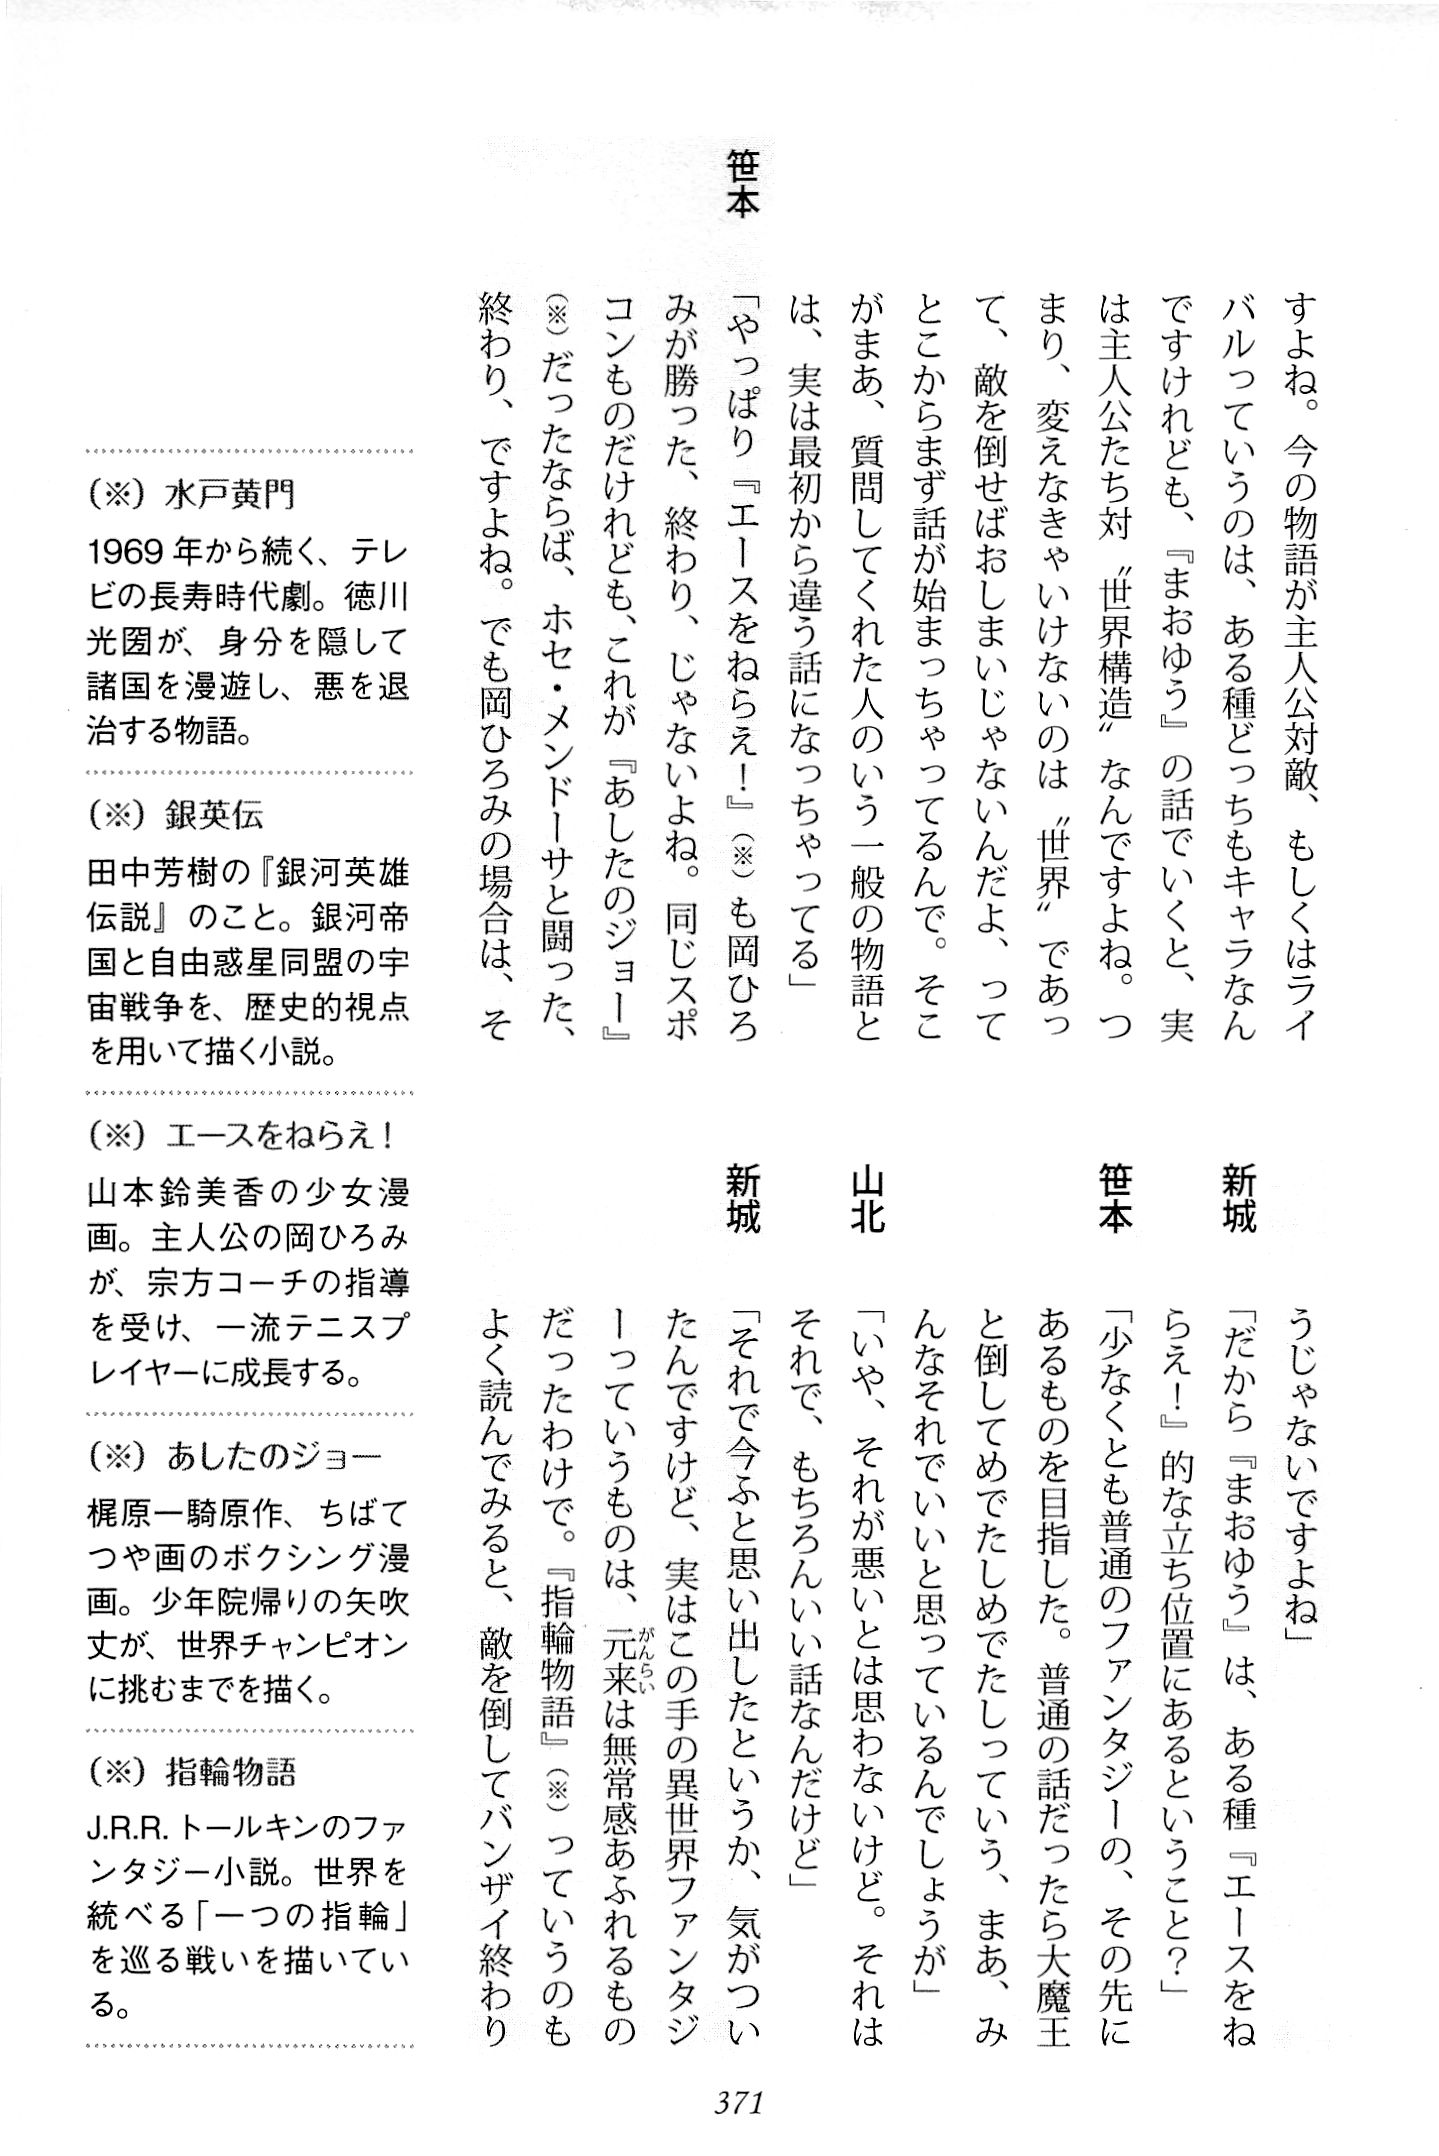 すよね。今の物語が主人公対敵、もしくはライ
バルっていうのは、ある種どっちもキャラなん
ですけれども、『まおゆう』の話でいくと、実
は主人公たち対〝世界構造〟なんですよね。つ
まり、変えなきゃいけないのは〝世界〟であっ
て、敵を倒せばおしまいじゃないんだよ、って
とこからまず話が始まっちゃってるんで。そこ
がまあ、質問してくれた人のいう一般の物語と
は、実は最初から違う話になっちゃってる」
笹本「やっぱり『エースをねらえ！』（※）も岡ひろ
みが勝った、終わり、じゃないよね。同じスポ
コンものだけれども、これが『あしたのジョー』
（※）だったならば、ホセ・メンドーサと闘った、
終わり、ですよね。でも岡ひろみの場合は、そ
うじゃないですよね」
新城「だから『まおゆう』は、ある種『エースをね
らえ！』的な立ち位置にあるということ？」
笹本「少なくとも普通のファンタジーの、その先に
あるものを目指した。普通の話だったら大魔王
と倒してめでたしめでたしっていう、まあ、み
んなそれでいいと思っているんでしょうが」
山北「いや、それが悪いとは思わないけど。それは
それで、もちろんいい話なんだけど」
新城「それで今ふと思い出したというか、気がつい
たんですけど、実はこの手の異世界ファンタジ
ーっていうものは、元来は無常感あふれるもの
がんらい
だったわけで。『指輪物語』（※）っていうのも
よく読んでみると、敵を倒してバンザイ終わり
（※）水戸黄門
1969年から続く、テレ
ビの長寿時代劇。徳川
光圀が、身分を隠して
諸国を漫遊し、悪を退
治する物語。
（※）銀英伝
田中芳樹の『銀河英雄
伝説』のこと。銀河帝
国と自由惑星同盟の宇
宙戦争を、歴史的視点
を用いて描く小説。
（※）エースをねらえ！
山本鈴美香の少女漫
画。主人公の岡ひろみ
が、宗方コーチの指導
を受け、一流テニスプ
レイヤーに成長する。
（※）あしたのジョー
梶原一騎原作、ちばて
つや画のボクシング漫
画。少年院帰りの矢吹
丈が、世界チャンピオン
に挑むまでを描く。
（※）指輪物語
J.R.R.トールキンのファ
ンタジー小説。世界を
統べる「一つの指輪」
を巡る戦いを描いてい
る。
371